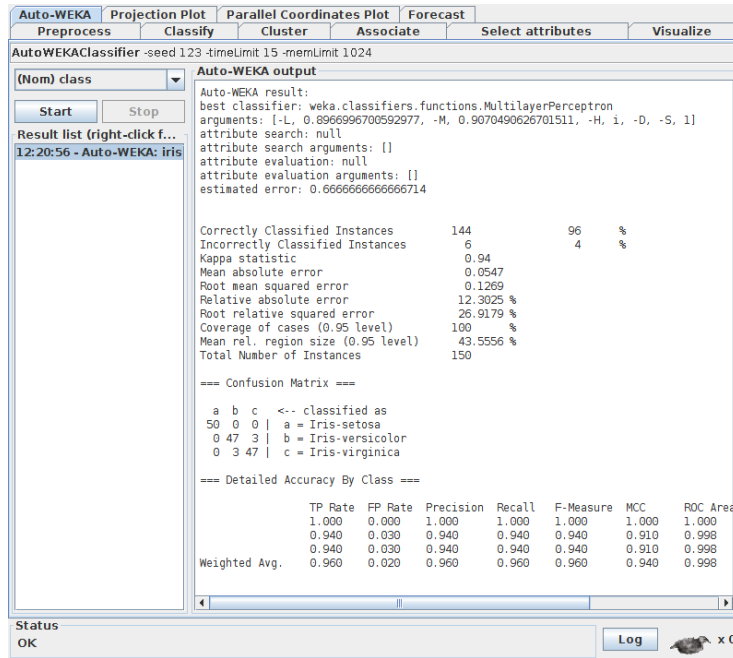 Auto-WEKA Projection Plot Parallel Coordinates Plot Forecast
Preprocess Classify Cluster Associate Select attributes Visualize
AutoWEKAClassifier -seed 123 -timeLimit 15 -memLimit 1024
(Nom) class
Start Stop
Result list (right-click f...
12:20:56 - Auto-WEKA: iris
Auto-WEKA output
Auto-WEKA result:
best classifier: weka.classifiers.functions.MultilayerPerceptron
arguments: [-L, 0.8966996700592977, -M, 0.9070490626701511, -H, i, -D, -S, 1]
attribute search: null
attribute search arguments: []
attribute evaluation: null
attribute evaluation arguments: []
estimated error: 0.6666666666666714
Correctly Classified Instances 144 96 %
Incorrectly Classified Instances 6 4 %
Kappa statistic 0.94
Mean absolute error 0.0547
Root mean squared error 0.1269
Relative absolute error 12.3025 %
Root relative squared error 26.9179 %
Coverage of cases (0.95 level) 100 %
Mean rel. region size (0.95 level) 43.5556 %
Total Number of Instances 150
=== Confusion Matrix ===
a b c <-- classified as
50 0 0 | a = Iris-setosa
0 47 3 | b = Iris-versicolor
0 3 47 | c = Iris-virginica
=== Detailed Accuracy By Class ===
TP Rate FP Rate Precision Recall F-Measure MCC ROC Area
1.000 0.000 1.000 1.000 1.000 1.000 1.000
0.940 0.030 0.940 0.940 0.940 0.910 0.998
0.940 0.030 0.940 0.940 0.940 0.910 0.998
Weighted Avg. 0.960 0.020 0.960 0.960 0.960 0.940 0.998
Status
OK
Log
x 0